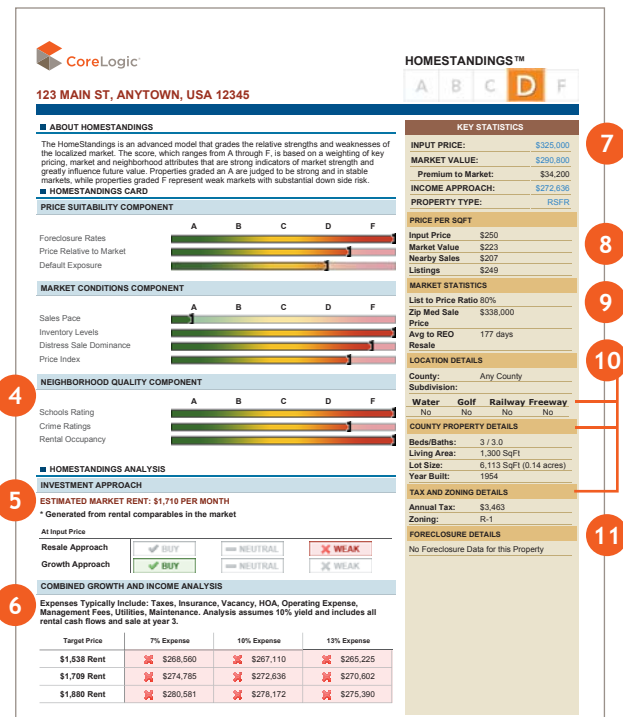 CoreLogic
HOMESTANDINGS™
A B C D F
123 MAIN ST, ANYTOWN, USA 12345
ABOUT HOMESTANDINGS
The HomeStandings is an advanced model that grades the relative strengths and weaknesses of
the localized market. The score, which ranges from A through F, is based on a weighting of key
pricing, market and neighborhood attributes that are strong indicators of market strength and
greatly influence future value. Properties graded an A are judged to be strong and in stable
markets, while properties graded F represent weak markets with substantial down side risk.
HOMESTANDINGS CARD
PRICE SUITABILITY COMPONENT
A B C D F
Foreclosure Rates
Price Relative to Market
Default Exposure
MARKET CONDITIONS COMPONENT
A B C D F
Sales Pace
Inventory Levels
Distress Sale Dominance
Price Index
4
NEIGHBORHOOD QUALITY COMPONENT
A B C D F
Schools Rating
Crime Ratings
Rental Occupancy
HOMESTANDINGS ANALYSIS
INVESTMENT APPROACH
5
ESTIMATED MARKET RENT: $1,710 PER MONTH
* Generated from rental comparables in the market
At Input Price
Resale Approach BUY NEUTRAL WEAK
Growth Approach BUY NEUTRAL WEAK
COMBINED GROWTH AND INCOME ANALYSIS
6
Expenses Typically Include: Taxes, Insurance, Vacancy, HOA, Operating Expense,
Management Fees, Utilities, Maintenance. Analysis assumes 10% yield and includes all
rental cash flows and sale at year 3.
Target Price 7% Expense 10% Expense 13% Expense
$1,538 Rent $268,560 $267,110 $265,225
$1,709 Rent $274,785 $272,636 $270,602
$1,880 Rent $280,581 $278,172 $275,390
KEY STATISTICS
7
INPUT PRICE: $325,000
MARKET VALUE: $290,800
Premium to Market: $34,200
INCOME APPROACH: $272,636
PROPERTY TYPE: RSFR
PRICE PER SQFT
8
Input Price $250
Market Value $223
Nearby Sales $207
Listings $249
MARKET STATISTICS
9
List to Price Ratio 80%
Zip Med Sale $338,000
Price
Avg to REO 177 days
Resale
10
LOCATION DETAILS
County: Any County
Subdivision:
Water Golf Railway Freeway
No No No No
COUNTY PROPERTY DETAILS
Beds/Baths: 3 / 3.0
Living Area: 1,300 SqFt
Lot Size: 6,113 SqFt (0.14 acres)
Year Built: 1954
TAX AND ZONING DETAILS
Annual Tax: $3,463
Zoning: R-1
11
FORECLOSURE DETAILS
No Foreclosure Data for this Property